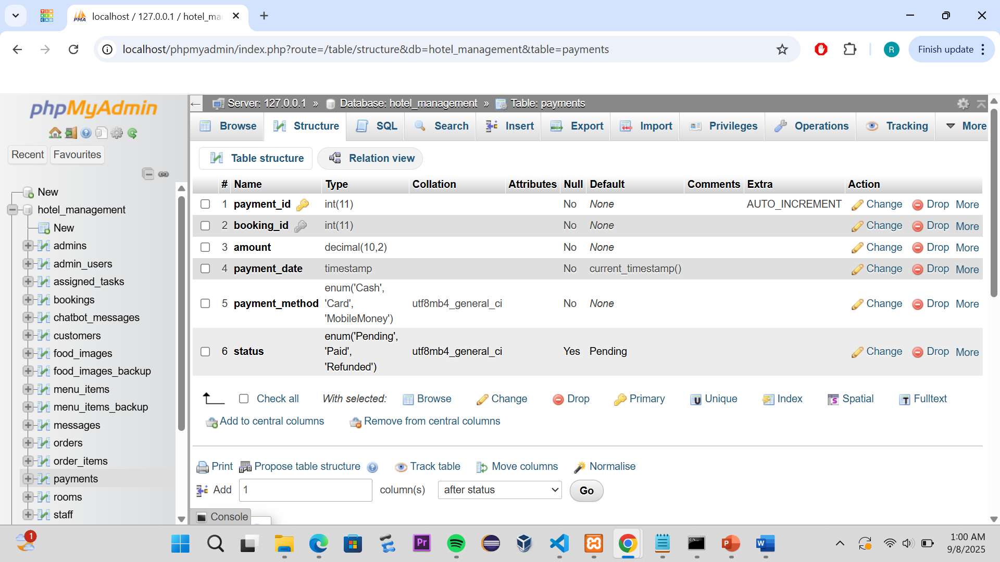 localhost / 127.0.0.1 / hotel_ma
localhost/phpmyadmin/index.php?route=/table/structure&db=hotel_management&table=payments
R
Finish update
phpMyAdmin
Recent
Favourites
New
hotel_management
New
admins
admin_users
assigned_tasks
bookings
chatbot_messages
customers
food_images
food_images_backup
menu_items
menu_items_backup
messages
orders
order_items
payments
rooms
staff
Server: 127.0.0.1 » Database: hotel_management » Table: payments
Browse Structure SQL Search Insert Export Import Privileges Operations Tracking More
Table structure Relation view
# Name Type Collation Attributes Null Default Comments Extra Action
1 payment_id int(11) No None AUTO_INCREMENT Change Drop More
2 booking_id int(11) No None Change Drop More
3 amount decimal(10,2) No None Change Drop More
4 payment_date timestamp No current_timestamp() Change Drop More
enum('Cash',
5 payment_method 'Card', utf8mb4_general_ci No None Change Drop More
'MobileMoney')
enum('Pending',
6 status 'Paid', utf8mb4_general_ci Yes Pending Change Drop More
'Refunded')
Check all With selected: Browse Change Drop Primary Unique Index Spatial Fulltext
Add to central columns Remove from central columns
Print Propose table structure Track table Move columns Normalise
Add 1 column(s) after status Go
Console
1
Pr
P
W
1:00 AM
9/8/2025